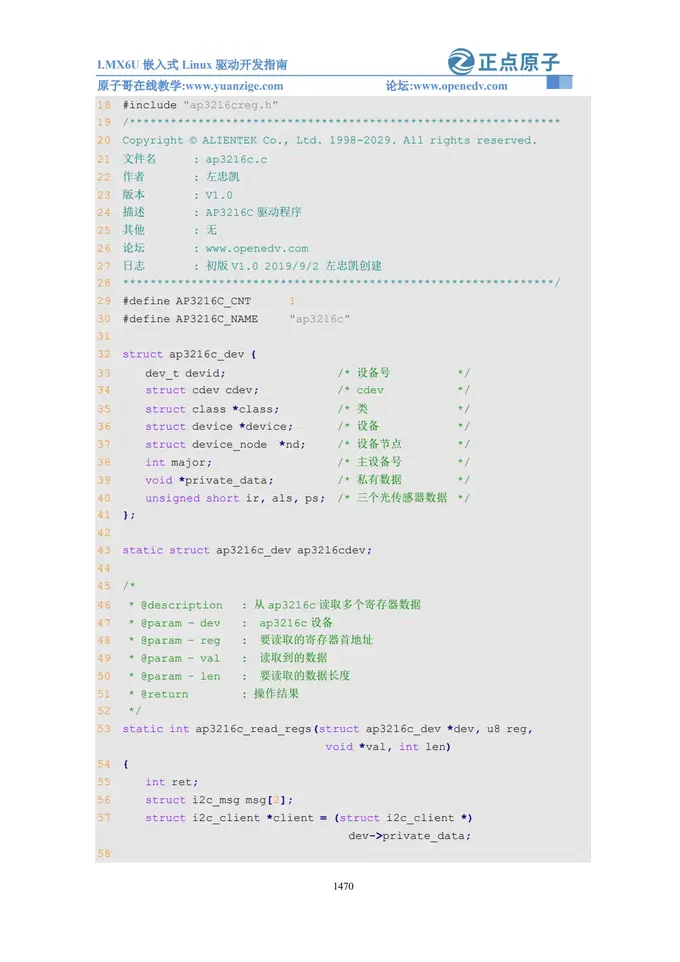 I.MX6U 嵌入式 Linux 驱动开发指南
正点原子
原子哥在线教学:www.yuanzige.com 论坛:www.openedv.com
18 #include "ap3216creg.h"
19 /***************************************************************
20 Copyright © ALIENTEK Co., Ltd. 1998-2029. All rights reserved.
21 文件名 : ap3216c.c
22 作者 : 左忠凯
23 版本 : V1.0
24 描述 : AP3216C 驱动程序
25 其他 : 无
26 论坛 : www.openedv.com
27 日志 : 初版 V1.0 2019/9/2 左忠凯创建
28 ***************************************************************/
29 #define AP3216C_CNT 1
30 #define AP3216C_NAME "ap3216c"
31
32 struct ap3216c_dev {
33 dev_t devid; /* 设备号 */
34 struct cdev cdev; /* cdev */
35 struct class *class; /* 类 */
36 struct device *device; /* 设备 */
37 struct device_node *nd; /* 设备节点 */
38 int major; /* 主设备号 */
39 void *private_data; /* 私有数据 */
40 unsigned short ir, als, ps; /* 三个光传感器数据 */
41 };
42
43 static struct ap3216c_dev ap3216cdev;
44
45 /*
46 * @description : 从 ap3216c 读取多个寄存器数据
47 * @param – dev : ap3216c 设备
48 * @param – reg : 要读取的寄存器首地址
49 * @param – val : 读取到的数据
50 * @param – len : 要读取的数据长度
51 * @return : 操作结果
52 */
53 static int ap3216c_read_regs(struct ap3216c_dev *dev, u8 reg,
void *val, int len)
54 {
55 int ret;
56 struct i2c_msg msg[2];
57 struct i2c_client *client = (struct i2c_client *)
dev->private_data;
58
1470